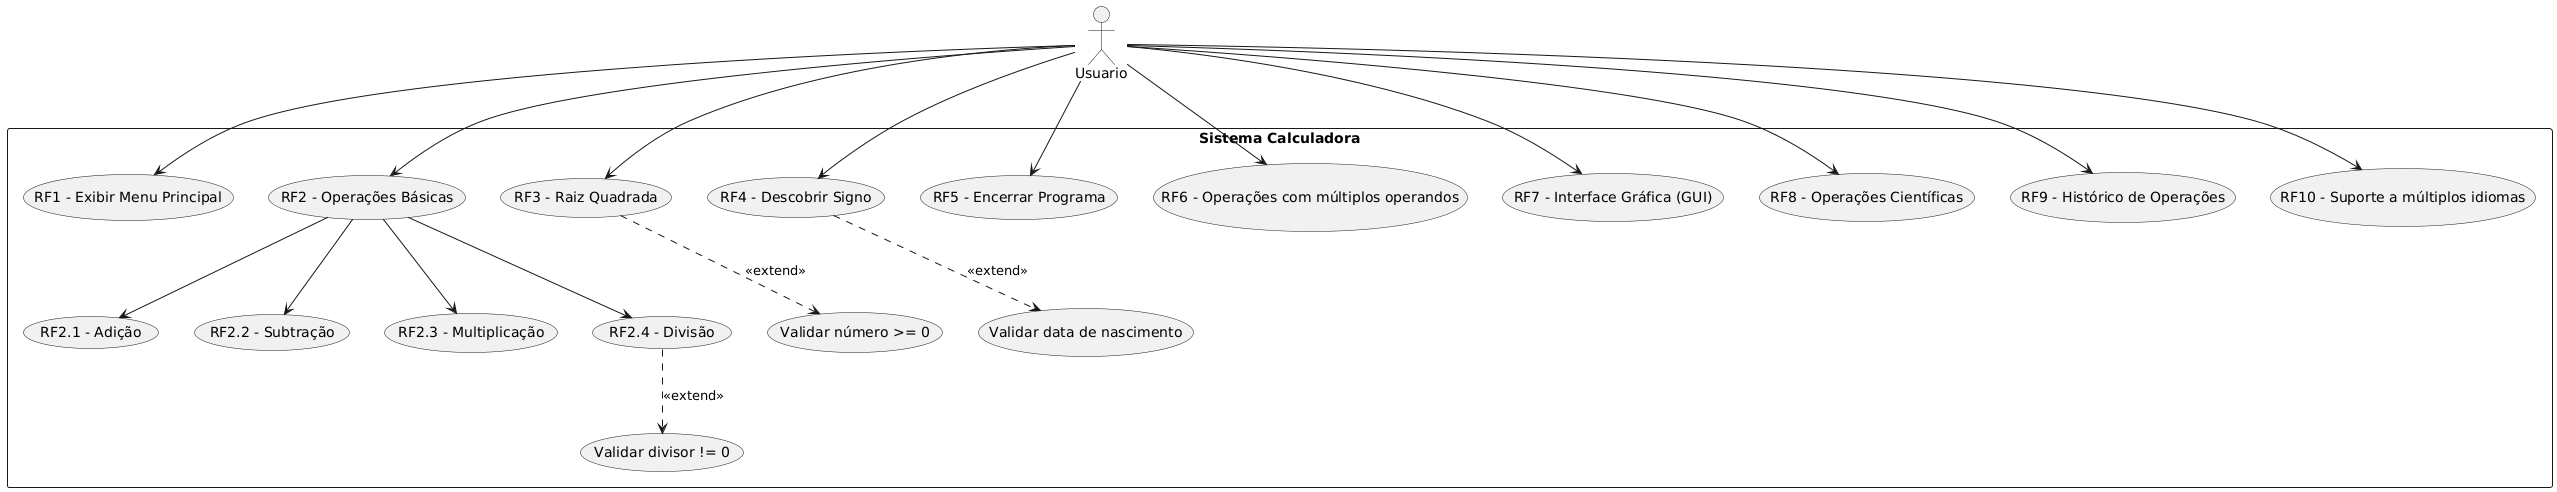 Usuario
Sistema Calculadora
RF1 - Exibir Menu Principal
RF2 - Operações Básicas
RF3 - Raiz Quadrada
RF4 - Descobrir Signo
RF5 - Encerrar Programa
RF6 - Operações com múltiplos operandos
RF7 - Interface Gráfica (GUI)
RF8 - Operações Científicas
RF9 - Histórico de Operações
RF10 - Suporte a múltiplos idiomas
«extend»
«extend»
RF2.1 - Adição
RF2.2 - Subtração
RF2.3 - Multiplicação
RF2.4 - Divisão
Validar número >= 0
Validar data de nascimento
«extend»
Validar divisor != 0